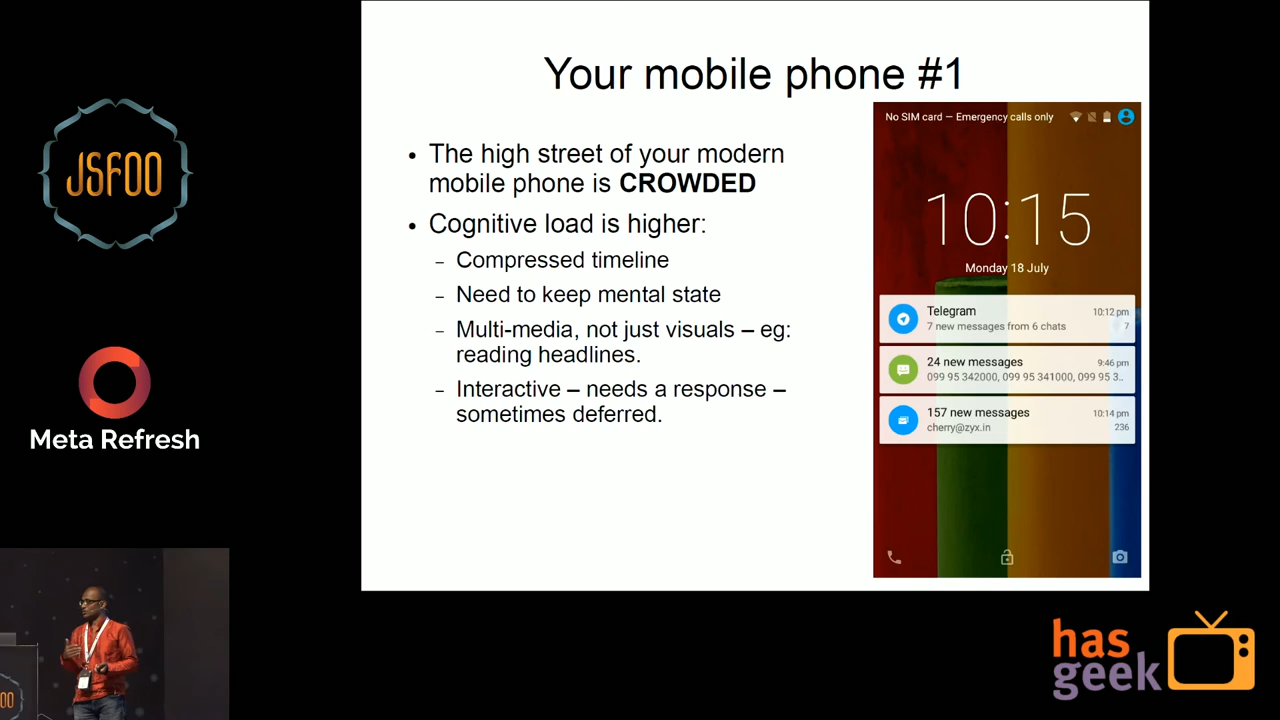 Your mobile phone #1
• The high street of your modern
mobile phone is CROWDED
• Cognitive load is higher:
– Compressed timeline
– Need to keep mental state
– Multi-media, not just visuals – eg:
reading headlines.
– Interactive – needs a response –
sometimes deferred.
No SIM card — Emergency calls only
10:15
Monday 18 July
Telegram 10:12 pm
7 new messages from 6 chats 7
24 new messages 9:46 pm
099 95 342000, 099 95 341000, 099 95 3..
157 new messages 10:14 pm
cherry@zyx.in 236
JSFOO
Meta Refresh
has
geek